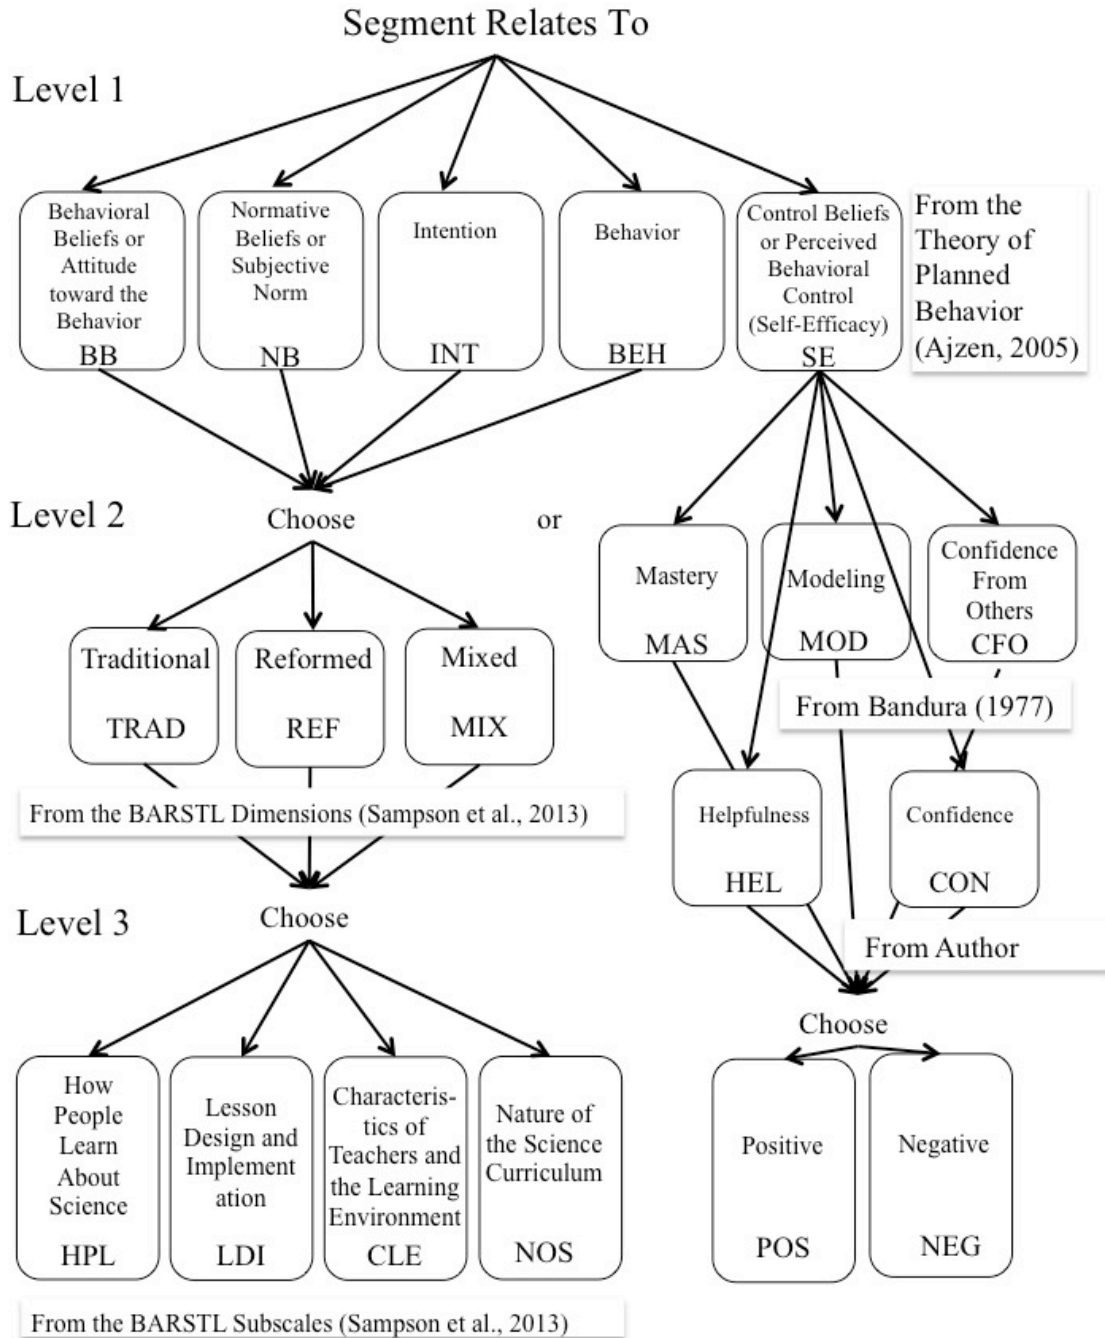 Segment Relates To
Level 1
Behavioral
Beliefs or
Attitude
toward the
Behavior
BB
Normative
Beliefs or
Subjective
Norm
NB
Intention
INT
Behavior
BEH
Control Beliefs
or Perceived
Behavioral
Control
(Self-Efficacy)
SE
From the
Theory of
Planned
Behavior
(Ajzen, 2005)
Level 2
Choose
or
Traditional
TRAD
Reformed
REF
Mixed
MIX
From the BARSTL Dimensions (Sampson et al., 2013)
Mastery
MAS
Modeling
MOD
Confidence
From
Others
CFO
From Bandura (1977)
Helpfulness
HEL
Confidence
CON
From Author
Level 3
Choose
How
People
Learn
About
Science
HPL
Lesson
Design and
Implement
ation
LDI
Characteris-
tics of
Teachers and
the Learning
Environment
CLE
Nature of
the Science
Curriculum
NOS
From the BARSTL Subscales (Sampson et al., 2013)
Choose
Positive
POS
Negative
NEG